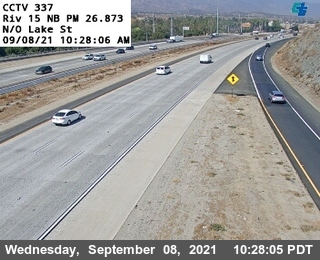 CCTV 337
Riv 15 NB PM 26.873
N/O Lake St
09/08/21 10:28:06 AM
Wednesday, September 08, 2021 10:28:05 PDT